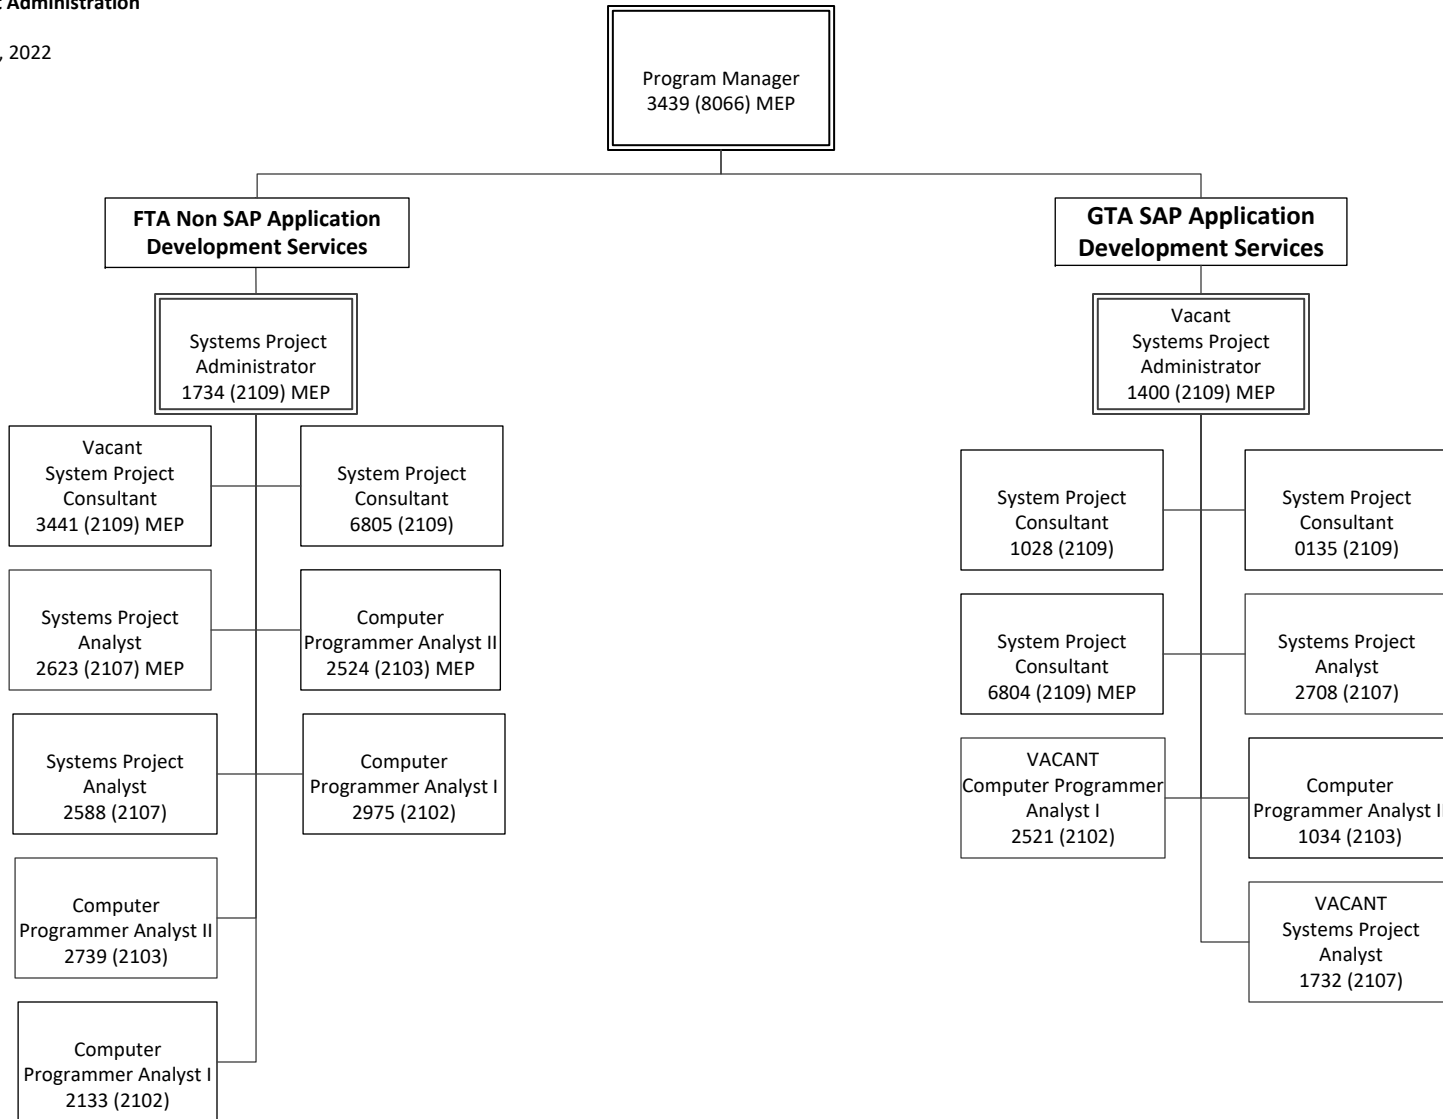 Administration
, 2022
Program Manager
3439 (8066) MEP
FTA Non SAP Application
Development Services
GTA SAP Application
Development Services
Systems Project
Administrator
1734 (2109) MEP
Vacant
Systems Project
Administrator
1400 (2109) MEP
Vacant
System Project
Consultant
3441 (2109) MEP
System Project
Consultant
6805 (2109)
System Project
Consultant
1028 (2109)
System Project
Consultant
0135 (2109)
Systems Project
Analyst
2623 (2107) MEP
Computer
Programmer Analyst II
2524 (2103) MEP
System Project
Consultant
6804 (2109) MEP
Systems Project
Analyst
2708 (2107)
Systems Project
Analyst
2588 (2107)
Computer
Programmer Analyst I
2975 (2102)
VACANT
Computer Programmer
Analyst I
2521 (2102)
Computer
Programmer Analyst II
1034 (2103)
Computer
Programmer Analyst II
2739 (2103)
VACANT
Systems Project
Analyst
1732 (2107)
Computer
Programmer Analyst I
2133 (2102)